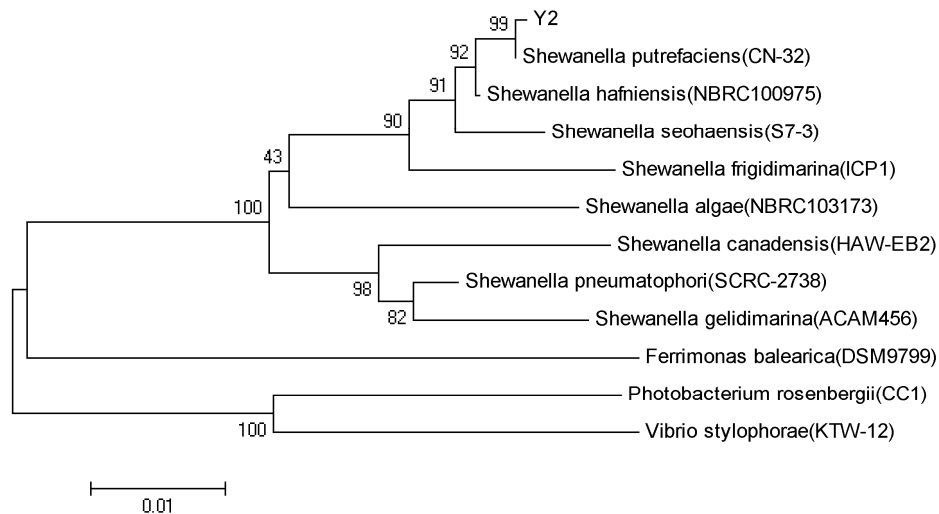 99 Y2
Shewanella putrefaciens(CN-32)
92
Shewanella hafniensis(NBRC100975)
91
Shewanella seohaensis(S7-3)
90
Shewanella frigidimarina(ICP1)
43
Shewanella algae(NBRC103173)
100
Shewanella canadensis(HAW-EB2)
Shewanella pneumatophori(SCRC-2738)
98
82 Shewanella gelidimarina(ACAM456)
Ferrimonas balearica(DSM9799)
Photobacterium rosenbergii(CC1)
100 Vibrio stylophorae(KTW-12)
0.01